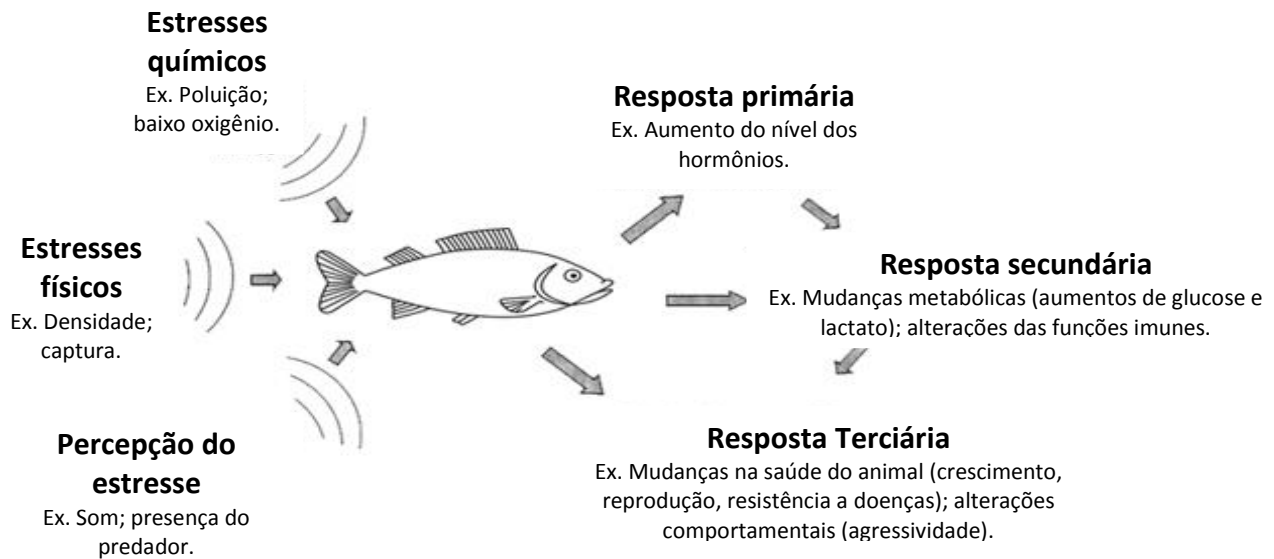 Estresses
químicos
Ex. Poluição;
baixo oxigênio.
Estresses
físicos
Ex. Densidade;
captura.
Percepção do
estresse
Ex. Som; presença do
predador.
Resposta primária
Ex. Aumento do nível dos
hormônios.
Resposta secundária
Ex. Mudanças metabólicas (aumentos de glucose e
lactato); alterações das funções imunes.
Resposta Terciária
Ex. Mudanças na saúde do animal (crescimento,
reprodução, resistência a doenças); alterações
comportamentais (agressividade).